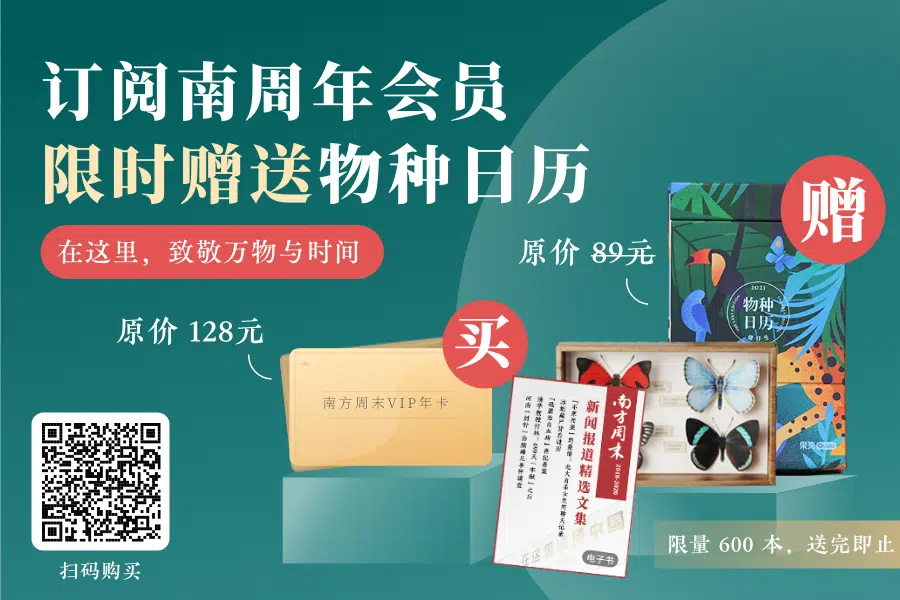 订阅南周年会员
限时赠送物种日历
在这里，致敬万物与时间
原价 128元
买
南方周末VIP年卡
原价 89元
赠
2021
物种
日历
果壳
南方周末
2018-2020
新闻报道精选文集
电子书
限量 600 本，送完即止
扫码购买